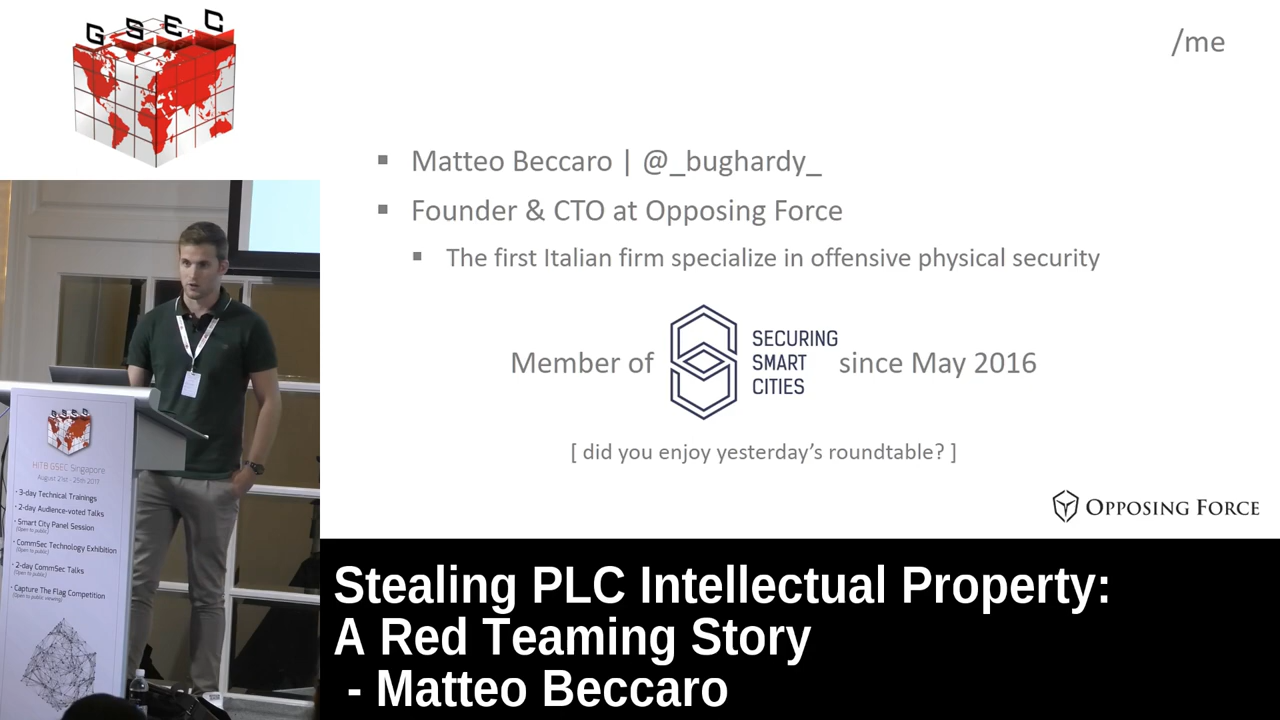 GSEC
/me
Matteo Beccaro | @_bughardy_
Founder & CTO at Opposing Force
The first Italian firm specialize in offensive physical security
Member of
SECURING
SMART
CITIES
since May 2016
[ did you enjoy yesterday's roundtable? ]
OPPOSING FORCE
GSEC
HITB GSEC Singapore
August 21st - 25th 2017
• 3-day Technical Trainings
• 2-day Audience-voted Talks
• Smart City Panel Session
(Open to public)
• CommSec Technology Exhibition
(Open to public)
• 2-day CommSec Talks
(Open to public)
• Capture The Flag Competition
(Open to public viewing)
Stealing PLC Intellectual Property:
A Red Teaming Story
- Matteo Beccaro